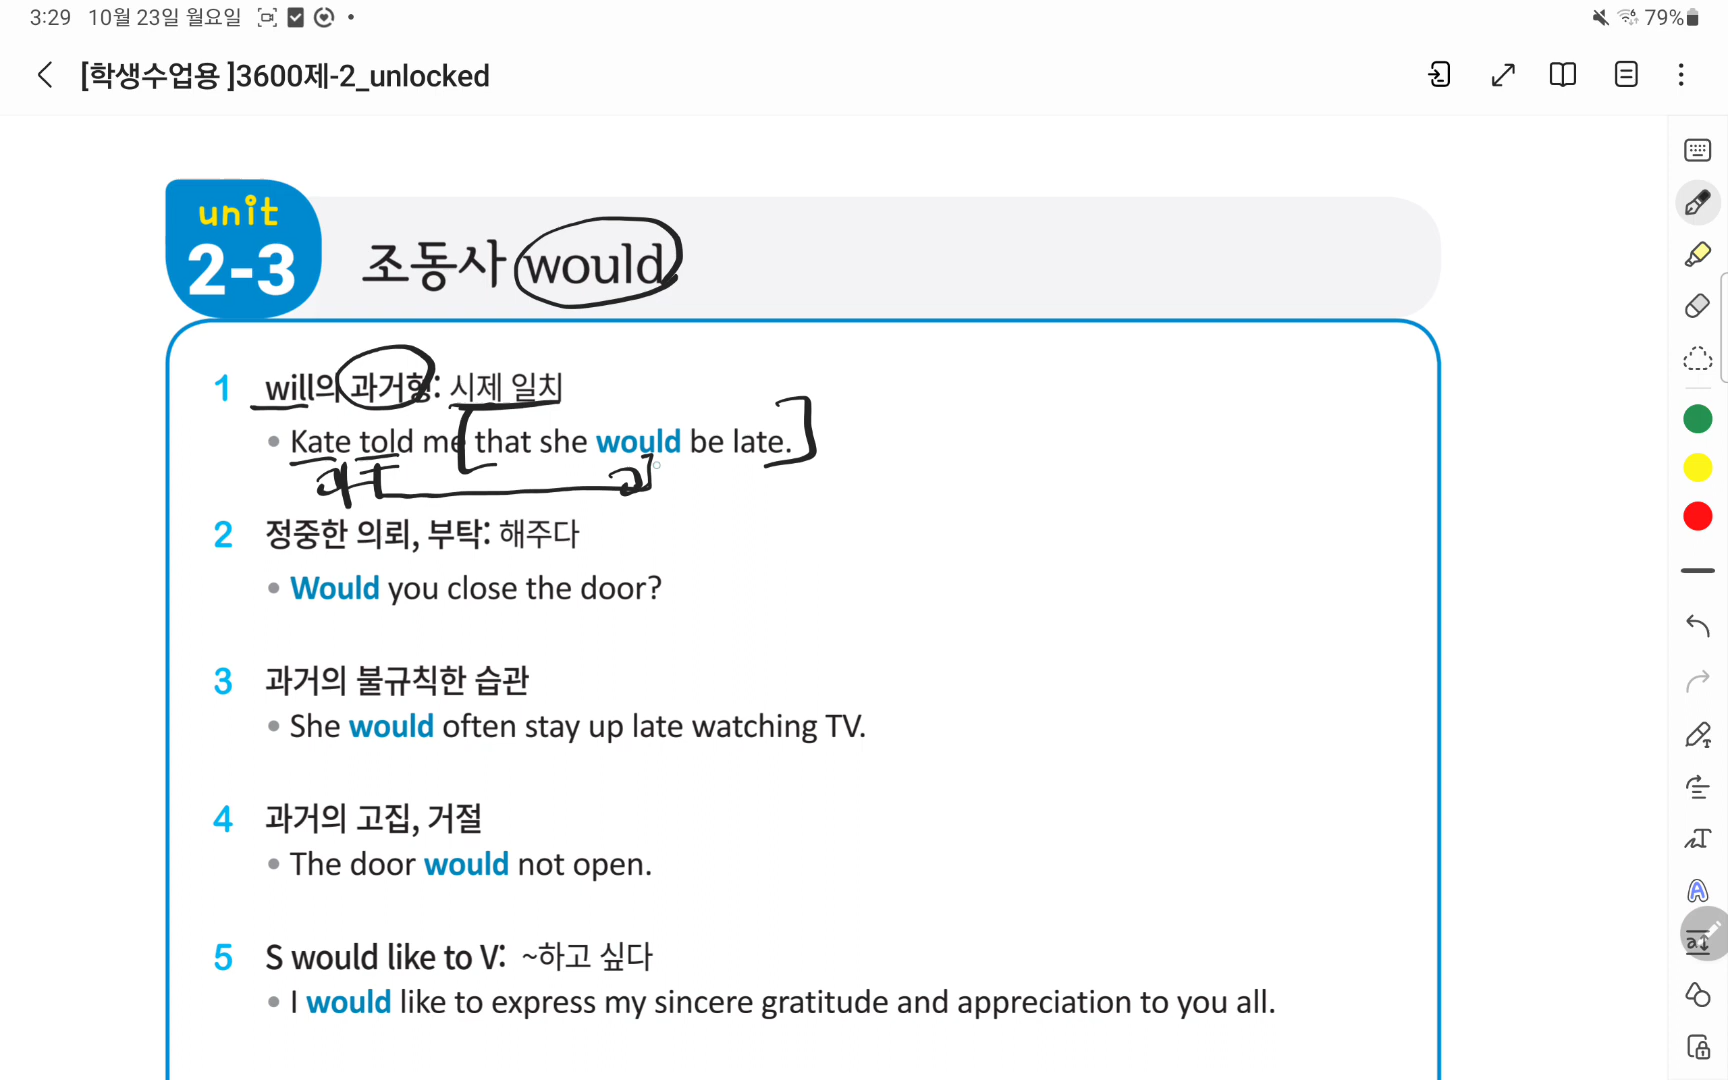 3:29 10월 23일 월요일
79%
[학생수업용 ]3600제-2_unlocked
unit
2-3
조동사 would
1 will의 과거형: 시제 일치
• Kate told me that she would be late.
2 정중한 의뢰, 부탁: 해주다
• Would you close the door?
3 과거의 불규칙한 습관
• She would often stay up late watching TV.
4 과거의 고집, 거절
• The door would not open.
5 S would like to V: ~하고 싶다
• I would like to express my sincere gratitude and appreciation to you all.